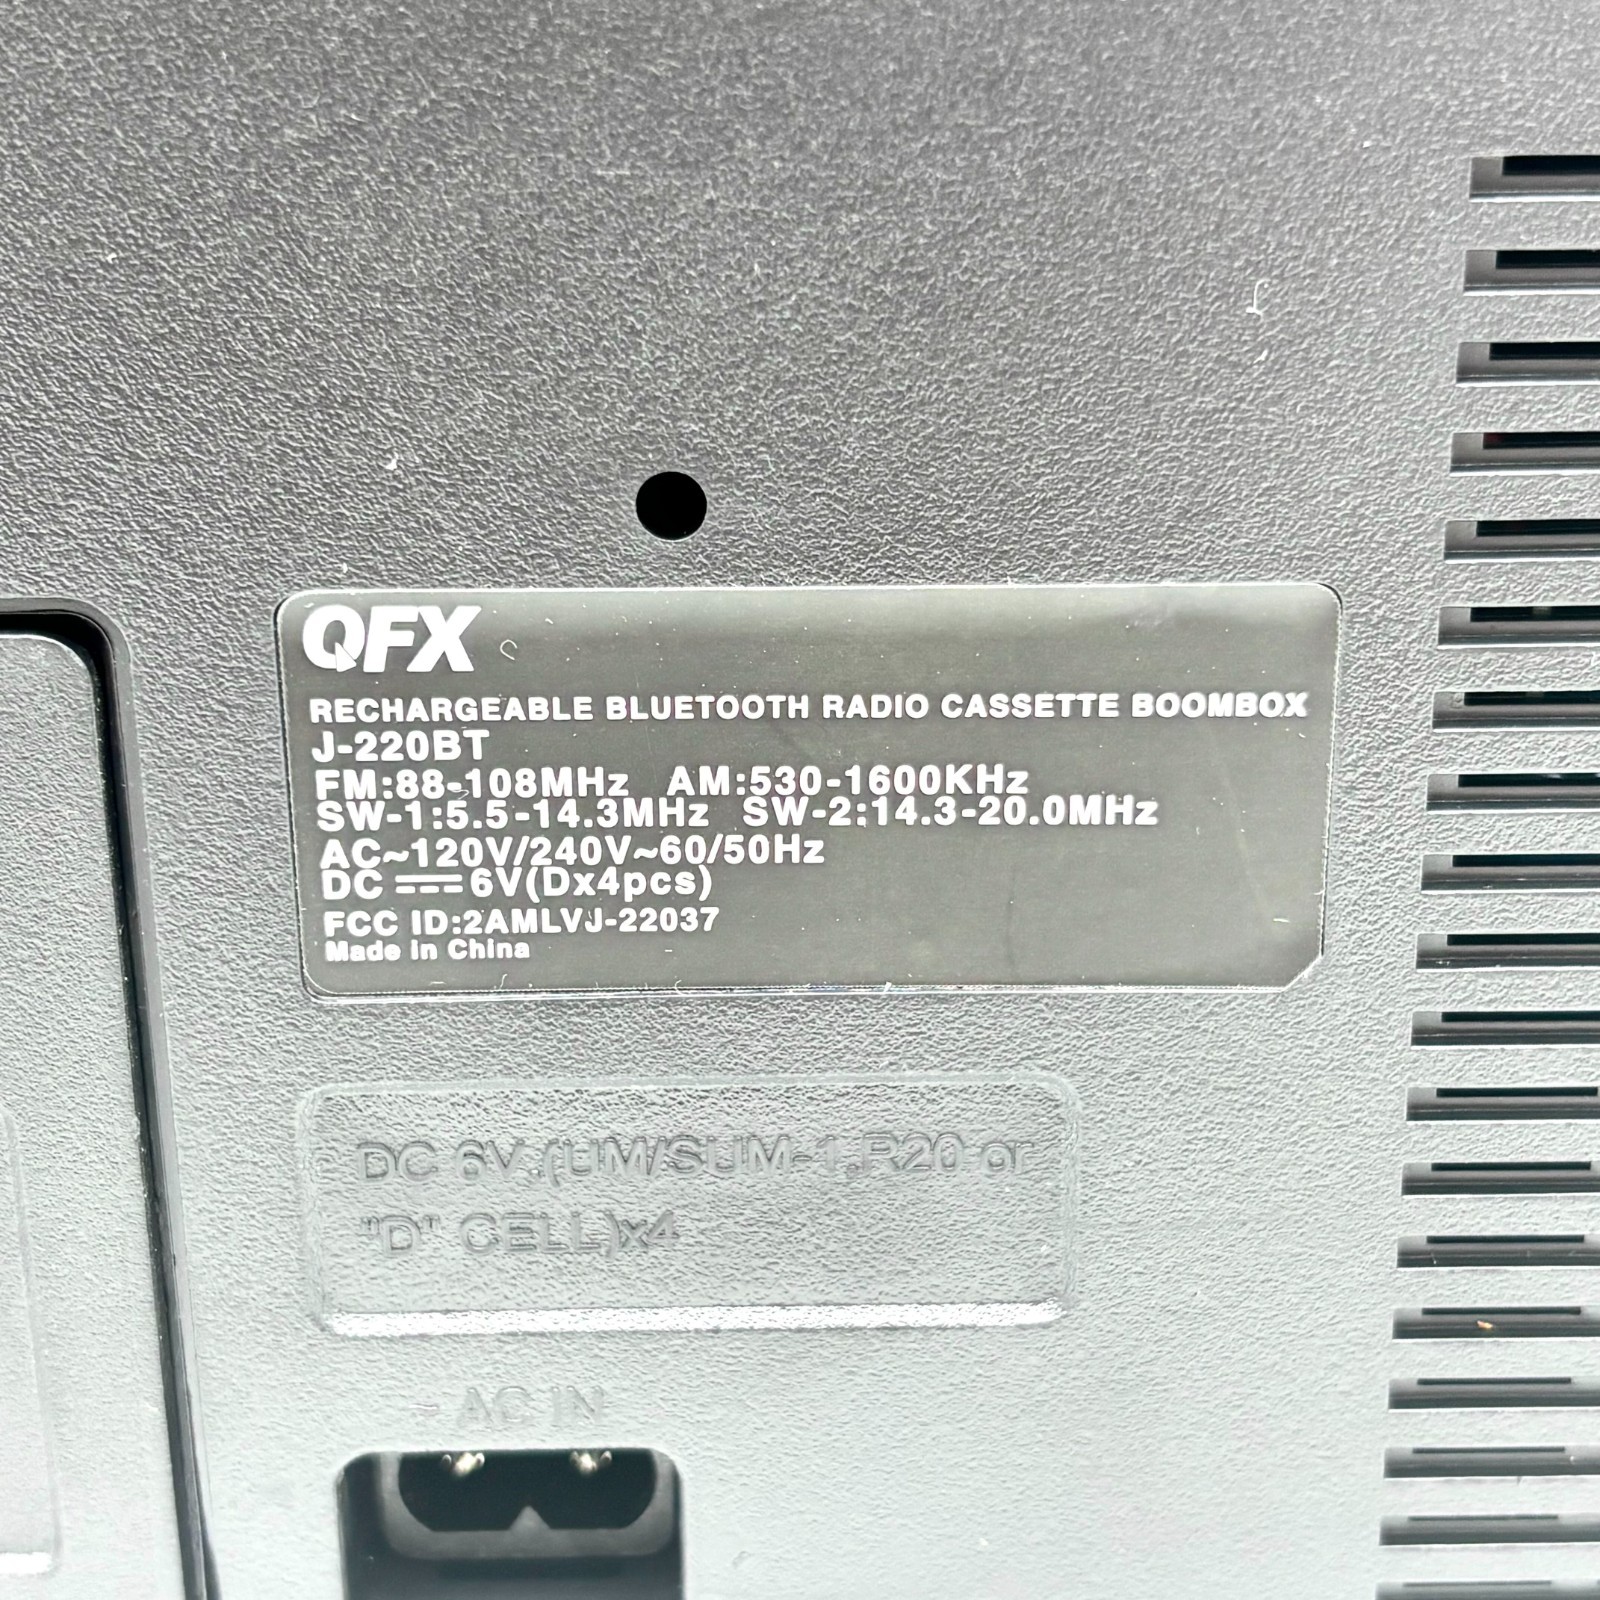 QFX
RECHARGEABLE BLUETOOTH RADIO CASSETTE BOOMBOX
J-220BT
FM:88-108MHz AM:530-1600KHz
SW-1:5.5-14.3MHz SW-2:14.3-20.0MHz
AC~120V/240V~60/50Hz
DC ⎓ 6V(Dx4pcs)
FCC ID:2AMLVJ-22037
Made in China
DC 6V,(UM/SUM-1,R20 or
"D" CELL)x4
~ AC IN